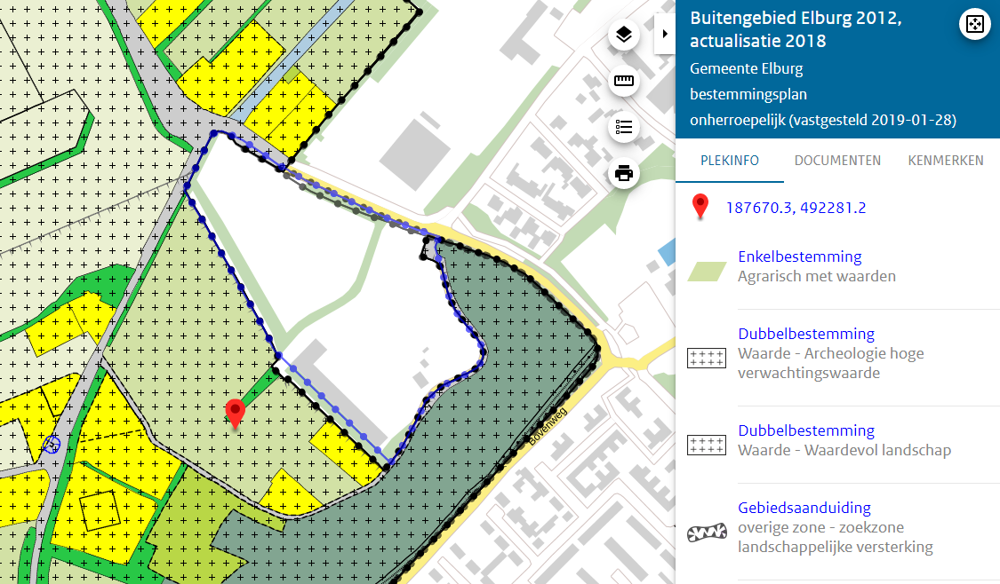 Buitengebied Elburg 2012,
actualisatie 2018
Gemeente Elburg
bestemmingsplan
onherroepelijk (vastgesteld 2019-01-28)
PLEKINFO DOCUMENTEN KENMERKEN
187670.3, 492281.2
Enkelbestemming
Agrarisch met waarden
Dubbelbestemming
Waarde - Archeologie hoge
verwachtingswaarde
Dubbelbestemming
Waarde - Waardevol landschap
Gebiedsaanduiding
overige zone - zoekzone
landschappelijke versterking
Bovenweg